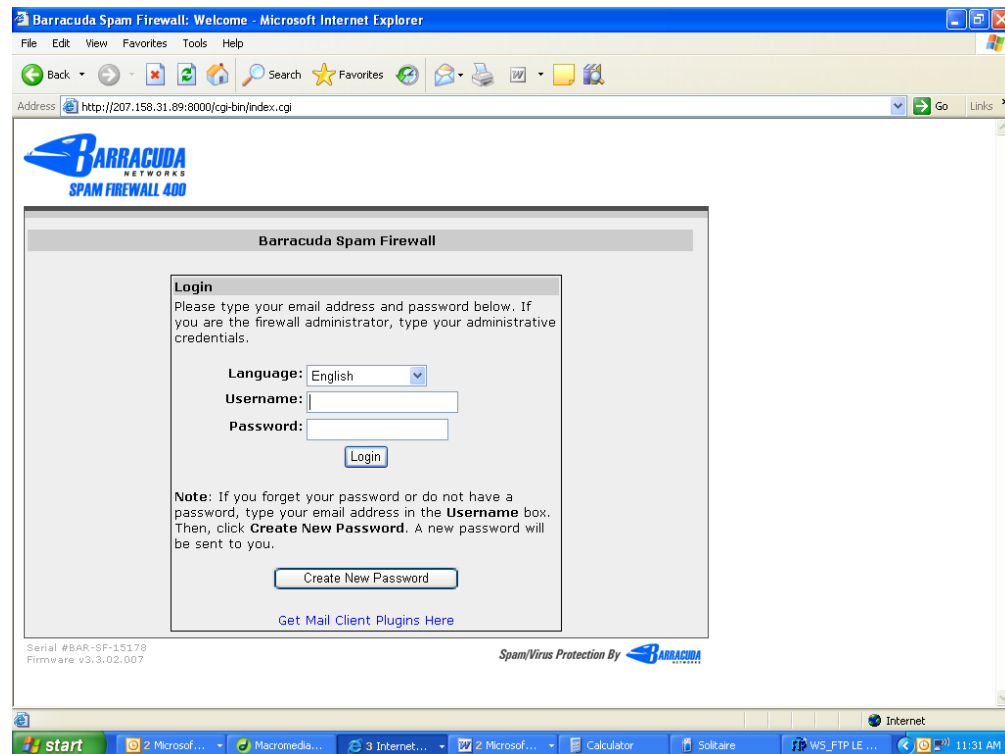 Barracuda Spam Firewall: Welcome - Microsoft Internet Explorer
File Edit View Favorites Tools Help
Back Search Favorites
Address http://207.158.31.89:8000/cgi-bin/index.cgi Go Links
BARRACUDA
NETWORKS
SPAM FIREWALL 400
Barracuda Spam Firewall
Login
Please type your email address and password below. If
you are the firewall administrator, type your administrative
credentials.
Language: English
Username:
Password:
Login
Note: If you forget your password or do not have a
password, type your email address in the Username box.
Then, click Create New Password. A new password will
be sent to you.
Create New Password
Get Mail Client Plugins Here
Serial #BAR-SF-15178
Firmware v3.3.02.007
Spam/Virus Protection By BARRACUDA
NETWORKS
Internet
start 2 Microsof... Macromedia... 3 Internet... 2 Microsof... Calculator Solitaire WS_FTP LE ... 11:31 AM